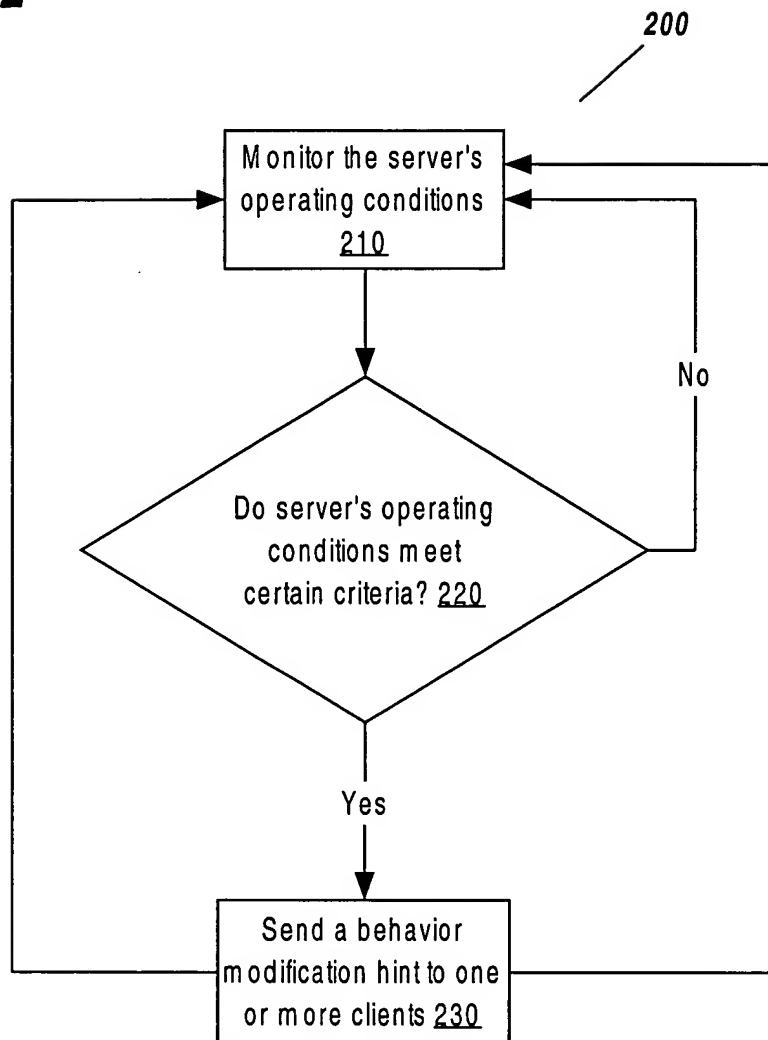 200
Monitor the server's
operating conditions
210
No
Do server's operating
conditions meet
certain criteria? 220
Yes
Send a behavior
modification hint to one
or more clients 230